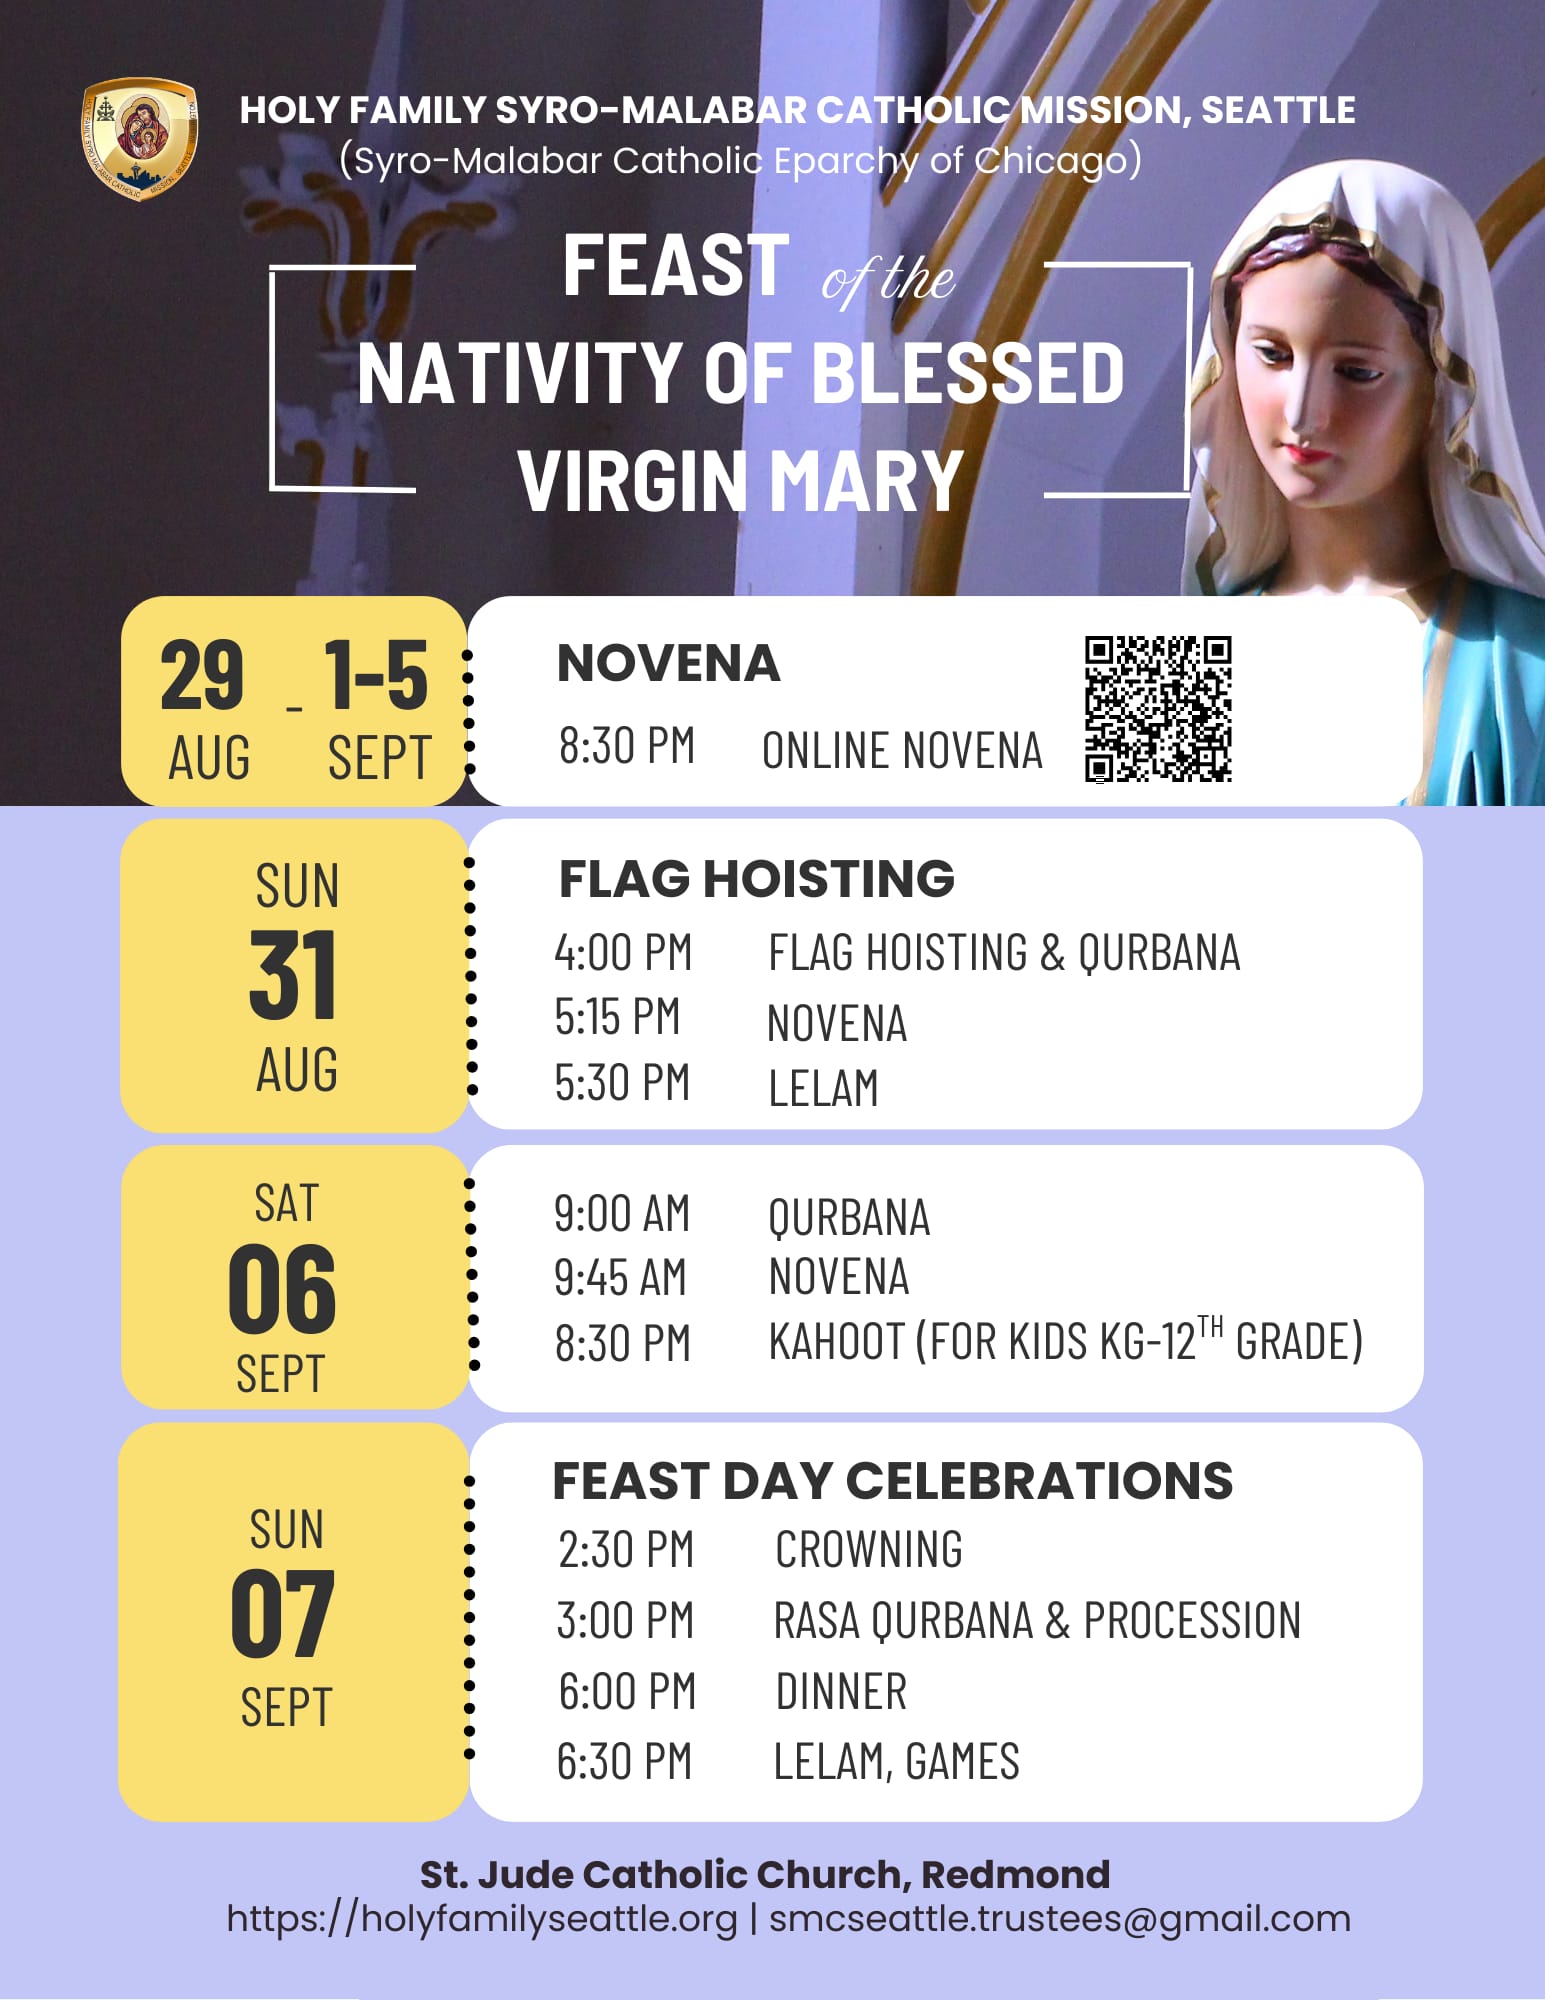 HOLY FAMILY SYRO-MALABAR CATHOLIC MISSION, SEATTLE
(Syro-Malabar Catholic Eparchy of Chicago)
FEAST of the
NATIVITY OF BLESSED
VIRGIN MARY
29 - 1-5
AUG SEPT
NOVENA
8:30 PM ONLINE NOVENA
SUN
31
AUG
FLAG HOISTING
4:00 PM FLAG HOISTING & QURBANA
5:15 PM NOVENA
5:30 PM LELAM
SAT
06
SEPT
9:00 AM QURBANA
9:45 AM NOVENA
8:30 PM KAHOOT (FOR KIDS KG-12TH GRADE)
SUN
07
SEPT
FEAST DAY CELEBRATIONS
2:30 PM CROWNING
3:00 PM RASA QURBANA & PROCESSION
6:00 PM DINNER
6:30 PM LELAM, GAMES
St. Jude Catholic Church, Redmond
https://holyfamilyseattle.org | smcseattle.trustees@gmail.com